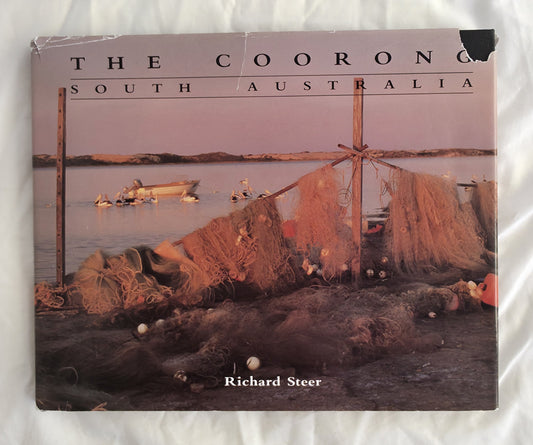 THE COORONG
SOUTH AUSTRALIA
Richard Steer